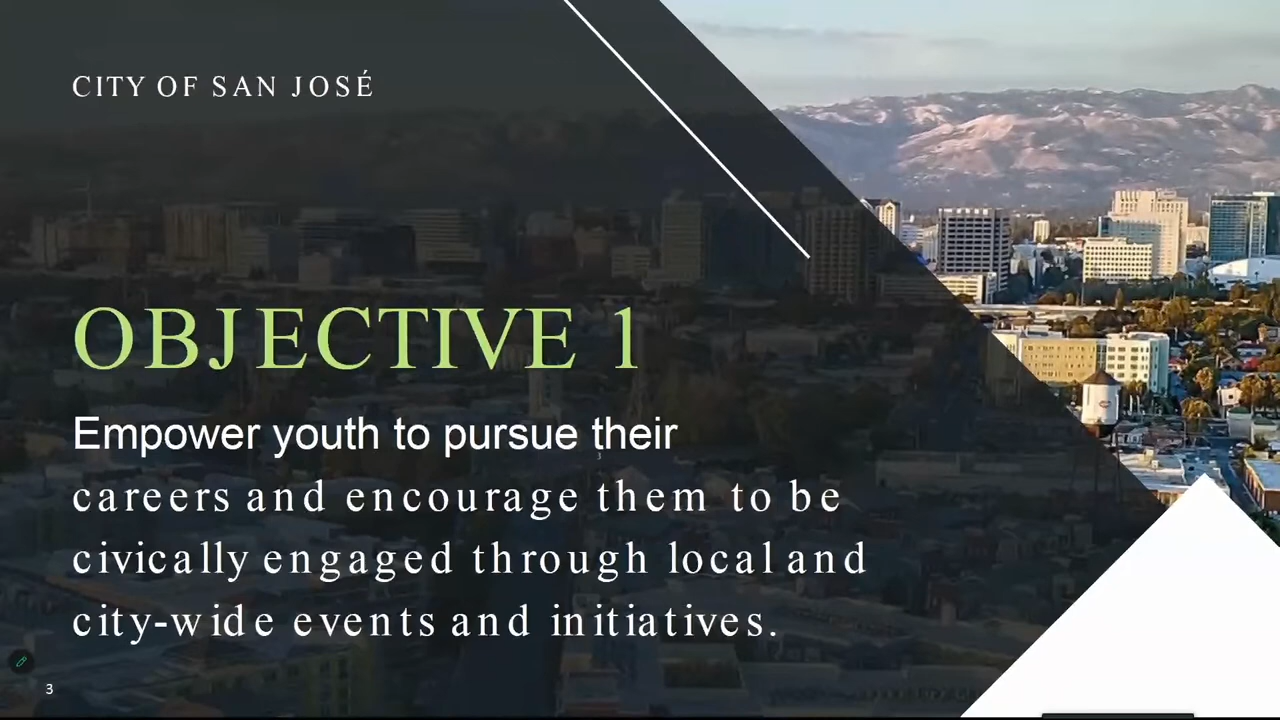 CITY OF SAN JOSÉ
OBJECTIVE 1
Empower youth to pursue their
careers and encourage them to be
civically engaged through local and
city-wide events and initiatives.
3